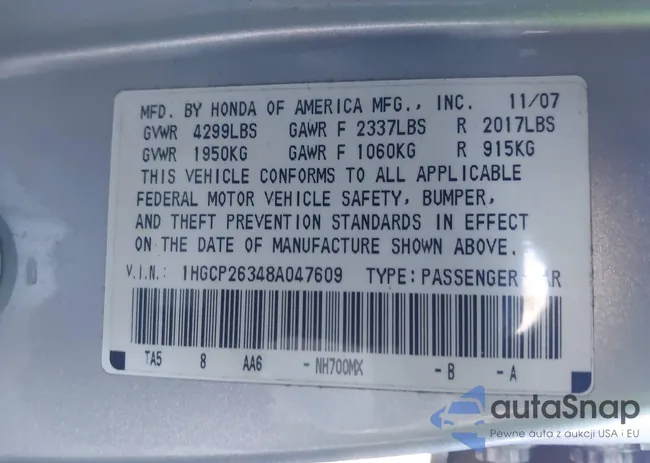 MFD. BY HONDA OF AMERICA MFG., INC. 11/07
GVWR 4299LBS GAWR F 2337LBS R 2017LBS
GVWR 1950KG GAWR F 1060KG R 915KG
THIS VEHICLE CONFORMS TO ALL APPLICABLE
FEDERAL MOTOR VEHICLE SAFETY, BUMPER,
AND THEFT PREVENTION STANDARDS IN EFFECT
ON THE DATE OF MANUFACTURE SHOWN ABOVE.
V.I.N.: 1HGCP26348A047609 TYPE: PASSENGER
TA5 8 AA6 -NH700MX -B -A
autaSnap
Pewne auta z aukcji USA i EU